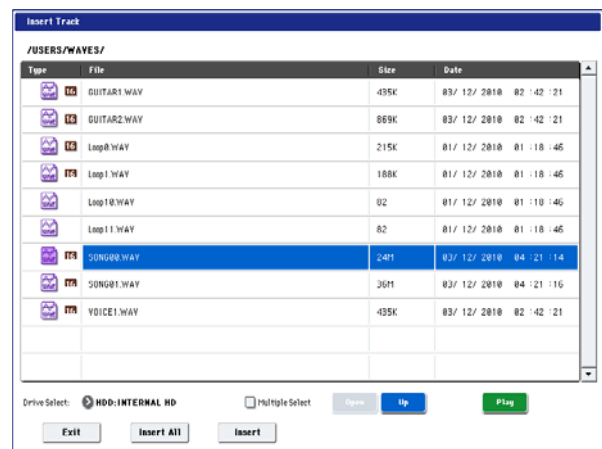 Insert Track
/USERS/WAVES/
Type File Size Date
16 GUITAR1.WAV 435K 03/ 12/ 2010 02 :42 :21
16 GUITAR2.WAV 869K 03/ 12/ 2010 02 :42 :21
16 Loop0.WAV 215K 01/ 12/ 2010 01 :18 :46
16 Loop1.WAV 188K 01/ 12/ 2010 01 :18 :46
Loop10.WAV 82 01/ 12/ 2010 01 :18 :46
Loop11.WAV 82 01/ 12/ 2010 01 :18 :46
16 SONG00.WAV 24M 03/ 12/ 2010 04 :21 :14
16 SONG01.WAV 36M 03/ 12/ 2010 04 :21 :16
16 VOICE1.WAV 435K 03/ 12/ 2010 02 :42 :21
Drive Select: HDD:INTERNAL HD Multiple Select Open Up Play
Exit Insert All Insert